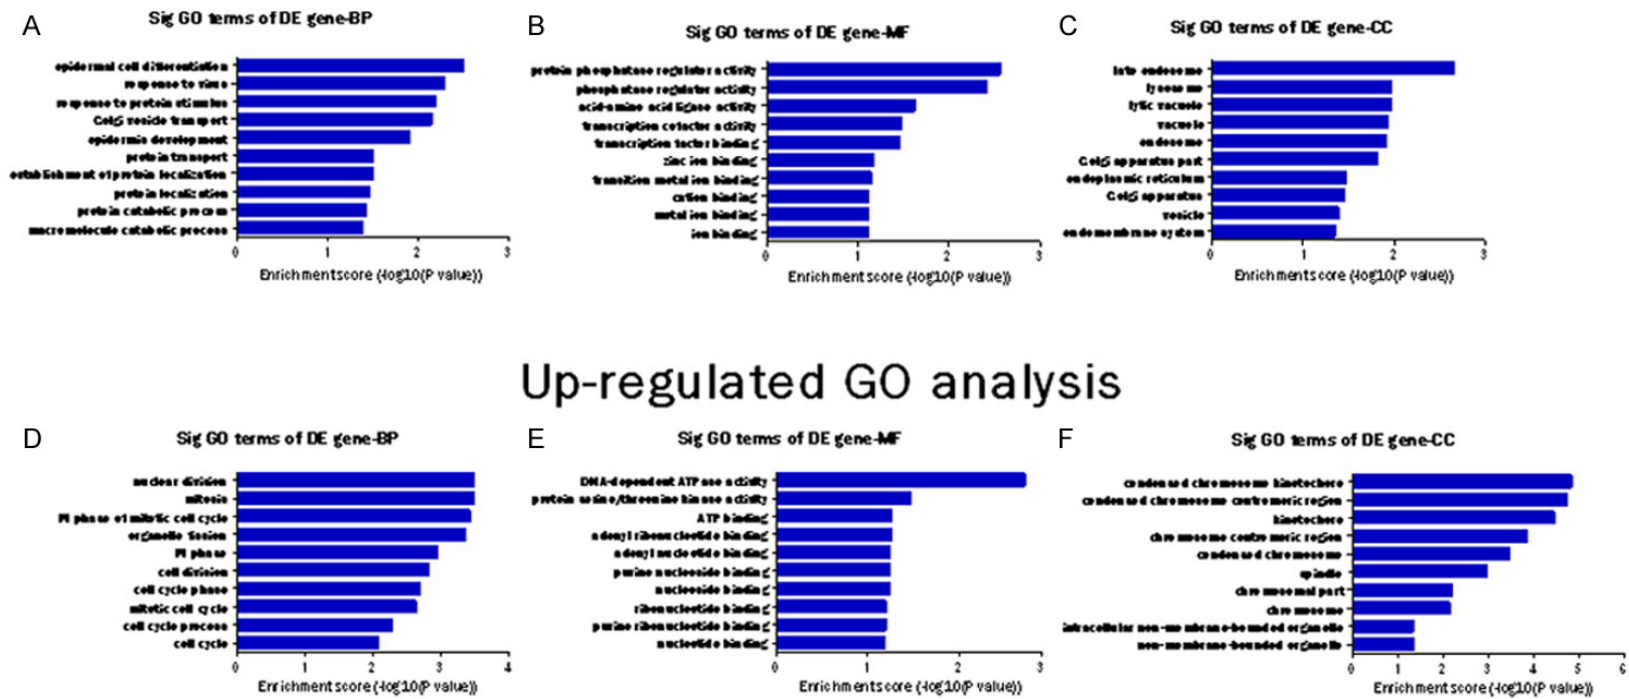 A
Sig GO terms of DE gene-BP
epidermal cell differentiation
response to virus
response to protein stimulus
Golgi vesicle transport
epidermis development
protein transport
establishment of protein localization
protein localization
protein catabolic process
macromolecule catabolic process
0 1 2 3
Enrichment score (-log10(P value))
B
Sig GO terms of DE gene-MF
protein phosphatase regulator activity
phosphatase regulator activity
acid-amino acid ligase activity
transcription cofactor activity
transcription factor binding
zinc ion binding
transition metal ion binding
cation binding
metal ion binding
ion binding
0 1 2 3
Enrichment score (-log10(P value))
C
Sig GO terms of DE gene-CC
late endosome
lysosome
lytic vacuole
vacuole
endosome
Golgi apparatus part
endoplasmic reticulum
Golgi apparatus
vesicle
endomembrane system
0 1 2 3
Enrichment score (-log10(P value))
Up-regulated GO analysis
D
Sig GO terms of DE gene-BP
nuclear division
mitosis
M phase of mitotic cell cycle
organelle fission
M phase
cell division
cell cycle phase
mitotic cell cycle
cell cycle process
cell cycle
0 1 2 3 4
Enrichment score (-log10(P value))
E
Sig GO terms of DE gene-MF
DNA-dependent ATPase activity
protein serine/threonine kinase activity
ATP binding
adenyl ribonucleotide binding
adenyl nucleotide binding
purine nucleoside binding
nucleoside binding
ribonucleotide binding
purine ribonucleotide binding
nucleotide binding
0 1 2 3
Enrichment score (-log10(P value))
F
Sig GO terms of DE gene-CC
condensed chromosome kinetochore
condensed chromosome centromeric region
kinetochore
chromosome centromeric region
condensed chromosome
spindle
chromosomal part
chromosome
intracellular non-membrane-bounded organelle
non-membrane-bounded organelle
0 1 2 3 4 5 6
Enrichment score (-log10(P value))